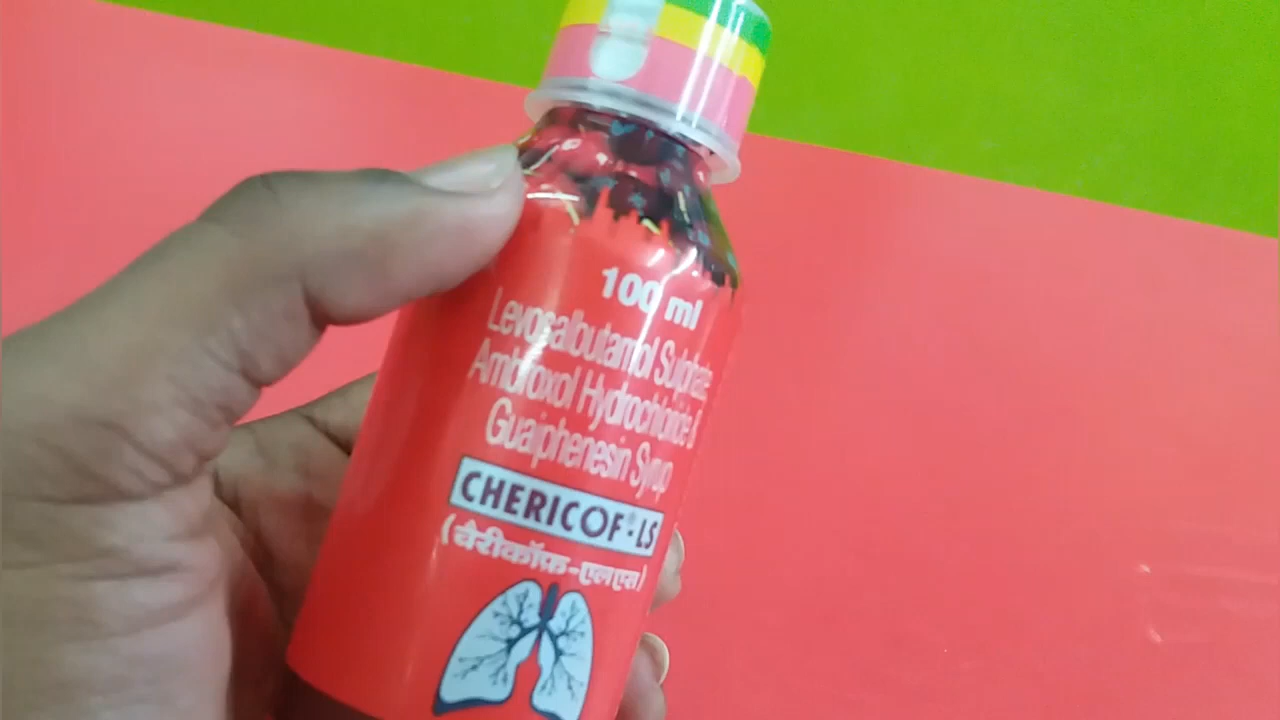 100 ml
Levosalbutamol Sulphate
Ambroxol Hydrochloride &
Guaiphenesin Syrup
CHERICOF®-LS
(चैरीकॉफ़-एलएस)